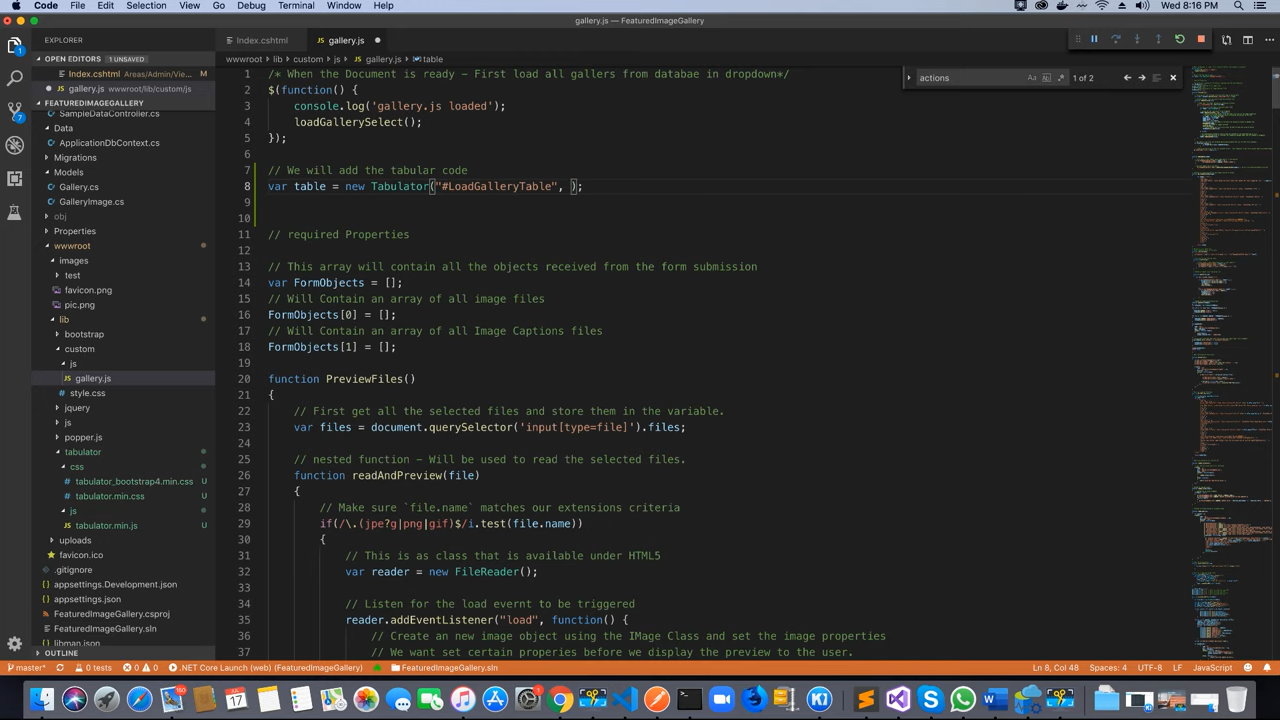 Code File Edit Selection View Go Debug Terminal Window Help
Wed 8:16 PM
gallery.js — FeaturedImageGallery
EXPLORER
Index.cshtml
gallery.js
OPEN EDITORS 1 UNSAVED
Index.cshtml Areas/Admin/Vie... M
gallery.js wwwroot/lib/custom/js
FEATUREDIMAGEGALLERY
SampleDataController.cs
Data
ApplicationDbContext.cs
Migrations
Models
Gallery.cs
GalleryImage.cs
obj
Properties
wwwroot
images
test
favicon.png
pic.png
lib
bootstrap
custom
js
gallery.js
style.css
jquery
js
popper.js
tabulator
css
tabulator_bootstrap4.min.css U
tabulator.min.css U
js
tabulator.min.js U
uploads
favicon.ico
.gitignore
appsettings.Development.json
appsettings.json
FeaturedImageGallery.csproj
FeaturedImageGallery.sln
libman.json
OUTLINE
wwwroot > lib > custom > js > gallery.js > table
actions
Aa Abl .*
1 of 2
1 /* When the Document is ready - First load all gallers from databae in dropdown*/
2 $(function() {
3 console.log('gallery.js loaded');
4 loadGallerySelect();
5 });
6
7 // We will use the tabular code
8 var table = new Tabulator("#LoadGalleryTable", );
9
10
11 // required Properties
12
13 // This array will contain all the files received from the form submission
14 var FormObjects = [];
15 // Will Contain an array of all image files
16 FormObjects[0] = [];
17 // Will Contain an array of all Image captions files
18 FormObjects[1] = [];
19
20 function PreviewFiles()
21 {
22 // First get all the selected files and store them in the variable.
23 var files = document.querySelector('input[type=file]').files;
24
25 // Inner function - Will be used to read selected files.
26 function readAndPreview(file)
27 {
28 // Make sure `file.name` matches our extensions criteria
29 if(/\.(jpe?g|png|gif)$/i.test(file.name))
30 {
31 // This is as class that is available under HTML5
32 var reader = new FileReader();
33
34 // Listen for the load event to be triggered
35 reader.addEventListener("load", function(){
36 // Create an new image object using the IMage Class and set the image properties
37 // We want set certain properies before we display the preview to the user.
master* 0 tests 0 0 .NET Core Launch (web) (FeaturedImageGallery) FeaturedImageGallery.sln
Ln 8, Col 48 Spaces: 4 UTF-8 LF JavaScript